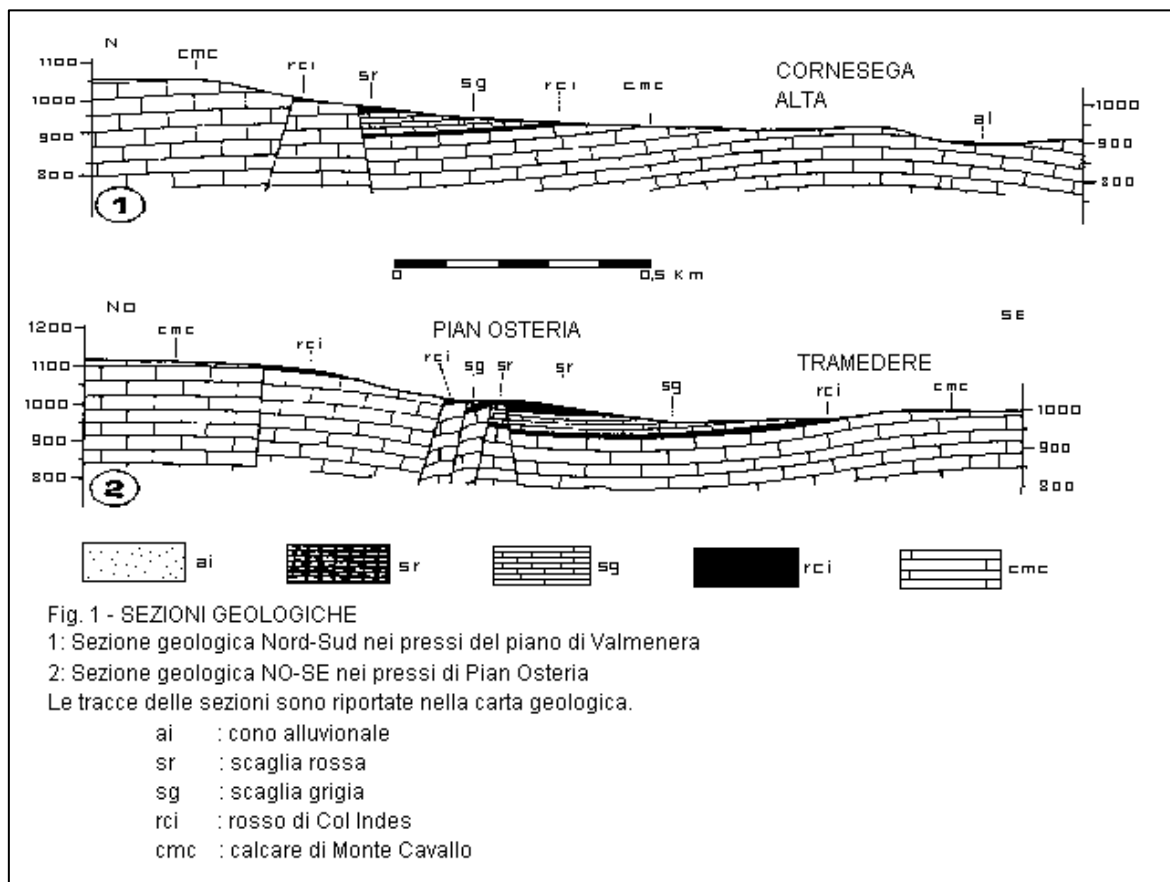 N
cmc rci sr sg rci cmc CORNESEGA
ALTA
1100
1000
900
800
al
1000
900
800
1
0 0,5 Km
NO
SE
1200
1100
1000
900
800
cmc rci PIAN OSTERIA
rci sg sr sr sg TRAMEDERE
rci cmc
1000
900
800
2
ai sr sg rci cmc
Fig. 1 - SEZIONI GEOLOGICHE
1: Sezione geologica Nord-Sud nei pressi del piano di Valmenera
2: Sezione geologica NO-SE nei pressi di Pian Osteria
Le tracce delle sezioni sono riportate nella carta geologica.
ai : cono alluvionale
sr : scaglia rossa
sg : scaglia grigia
rci : rosso di Col Indes
cmc : calcare di Monte Cavallo